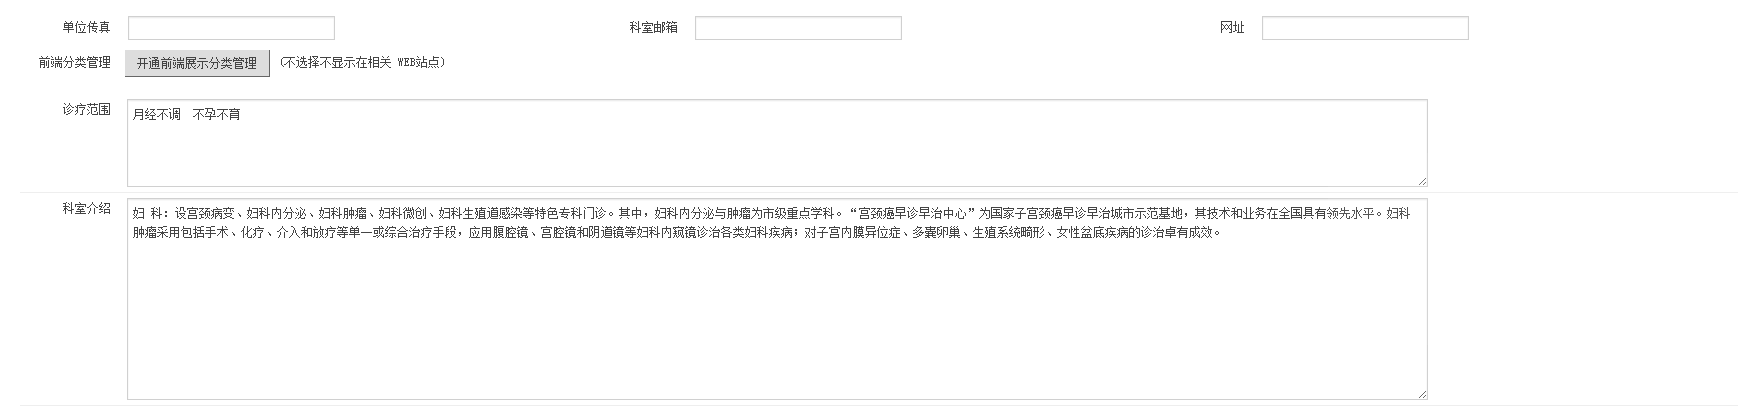 单位传真 科室邮箱 网址
前端分类管理 开通前端展示分类管理 (不选择不显示在相关 WEB站点)
诊疗范围 月经不调 不孕不育
科室介绍 妇 科：设宫颈病变、妇科内分泌、妇科肿瘤、妇科微创、妇科生殖道感染等特色专科门诊。其中，妇科内分泌与肿瘤为市级重点学科。“宫颈癌早诊早治中心”为国家子宫颈癌早诊早治城市示范基地，其技术和业务在全国具有领先水平。妇科
肿瘤采用包括手术、化疗、介入和放疗等单一或综合治疗手段，应用腹腔镜、宫腔镜和阴道镜等妇科内窥镜诊治各类妇科疾病；对子宫内膜异位症、多囊卵巢、生殖系统畸形、女性盆底疾病的诊治卓有成效。